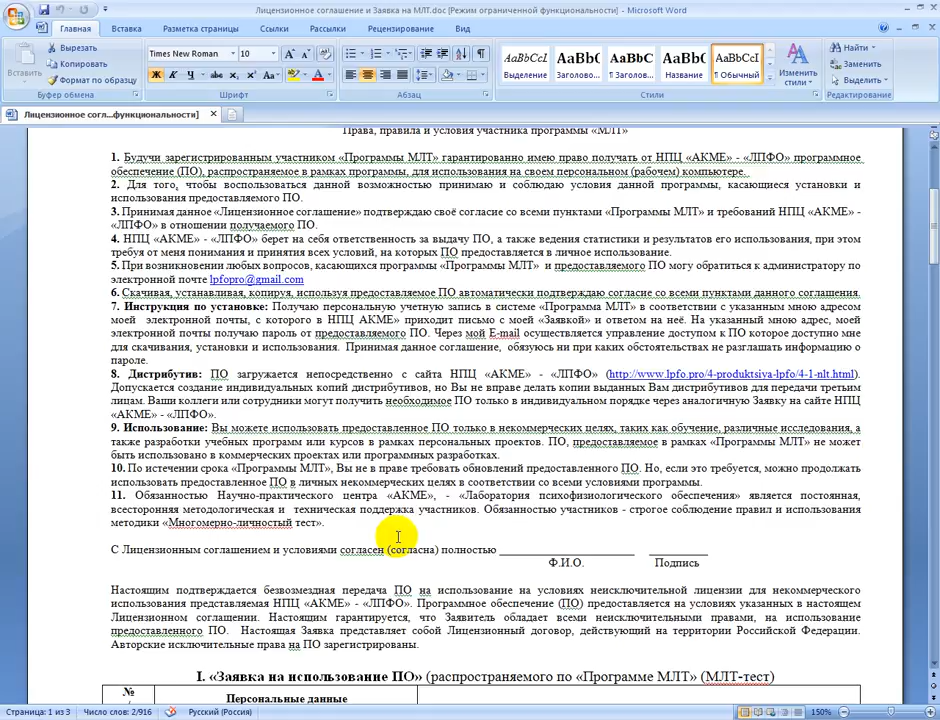 Лицензионное соглашение и Заявка на МЛТ.doc [Режим ограниченной функциональности] - Microsoft Word
Главная Вставка Разметка страницы Ссылки Рассылки Рецензирование Вид
Вставить
Вырезать
Копировать
Формат по образцу
Буфер обмена
Times New Roman 10
Ж К Ч abc x₂ x² Aa
Шрифт
Абзац
AaBbCcI AaBbC AaBbCc AaBbC AaBbCcI
Выделение Заголово... ¶ Заголов... Название ¶ Обычный
Стили
Изменить стили
Найти
Заменить
Выделить
Редактирование
Лицензионное согл...функциональности]
Права, правила и условия участника программы «МЛТ»
1. Будучи зарегистрированным участником «Программы МЛТ» гарантированно имею право получать от НПЦ «АКМЕ» - «ЛПФО» программное
обеспечение (ПО), распространяемое в рамках программы, для использования на своем персональном (рабочем) компьютере.
2. Для того, чтобы воспользоваться данной возможностью принимаю и соблюдаю условия данной программы, касающиеся установки и
использования предоставляемого ПО.
3. Принимая данное «Лицензионное соглашение» подтверждаю своё согласие со всеми пунктами «Программы МЛТ» и требований НПЦ «АКМЕ» -
«ЛПФО» в отношении получаемого ПО.
4. НПЦ «АКМЕ» - «ЛПФО» берет на себя ответственность за выдачу ПО, а также ведения статистики и результатов его использования, при этом
требуя от меня понимания и принятия всех условий, на которых ПО предоставляется в личное использование.
5. При возникновении любых вопросов, касающихся программы «Программы МЛТ» и предоставляемого ПО могу обратиться к администратору по
электронной почте lpfopro@gmail.com
6. Скачивая, устанавливая, копируя, используя предоставляемое ПО автоматически подтверждаю согласие со всеми пунктами данного соглашения.
7. Инструкция по установке: Получаю персональную учетную запись в системе «Программа МЛТ» в соответствии с указанным мною адресом
моей электронной почты, с которого в НПЦ АКМЕ» приходит письмо с моей «Заявкой» и ответом на неё. На указанный мною адрес, моей
электронной почты получаю пароль от предоставляемого ПО. Через мой E-mail осуществляется управление доступом к ПО которое доступно мне
для скачивания, установки и использования. Принимая данное соглашение, обязуюсь ни при каких обстоятельствах не разглашать информацию о
пароле.
8. Дистрибутив: ПО загружается непосредственно с сайта НПЦ «АКМЕ» - «ЛПФО» (http://www.lpfo.pro/4-produktsiya-lpfo/4-1-nlt.html).
Допускается создание индивидуальных копий дистрибутивов, но Вы не вправе делать копии выданных Вам дистрибутивов для передачи третьим
лицам. Ваши коллеги или сотрудники могут получить необходимое ПО только в индивидуальном порядке через аналогичную Заявку на сайте НПЦ
«АКМЕ» - «ЛПФО».
9. Использование: Вы можете использовать предоставленное ПО только в некоммерческих целях, таких как обучение, различные исследования, а
также разработки учебных программ или курсов в рамках персональных проектов. ПО, предоставляемое в рамках «Программы МЛТ» не может
быть использовано в коммерческих проектах или программных разработках.
10. По истечении срока «Программы МЛТ», Вы не в праве требовать обновлений предоставленного ПО. Но, если это требуется, можно продолжать
использовать предоставленное ПО в личных некоммерческих целях в соответствии со всеми условиями программы.
11. Обязанностью Научно-практического центра «АКМЕ», - «Лаборатория психофизиологического обеспечения» является постоянная,
всесторонняя методологическая и техническая поддержка участников. Обязанностью участников - строгое соблюдение правил и использования
методики «Многомерно-личностый тест».
С Лицензионным соглашением и условиями согласен (согласна) полностью
Ф.И.О. Подпись
Настоящим подтверждается безвозмездная передача ПО на использование на условиях неисключительной лицензии для некоммерческого
использования представляемая НПЦ «АКМЕ» - «ЛПФО». Программное обеспечение (ПО) предоставляется на условиях указанных в настоящем
Лицензионном соглашении. Настоящим гарантируется, что Заявитель обладает всеми неисключительными правами, на использование
предоставленного ПО. Настоящая Заявка представляет собой Лицензионный договор, действующий на территории Российской Федерации.
Авторские исключительные права на ПО зарегистрированы.
I. «Заявка на использование ПО» (распространяемого по «Программе МЛТ» (МЛТ-тест)
№ Персональные данные
Страница: 1 из 3 Число слов: 2/916 Русский (Россия) 150%